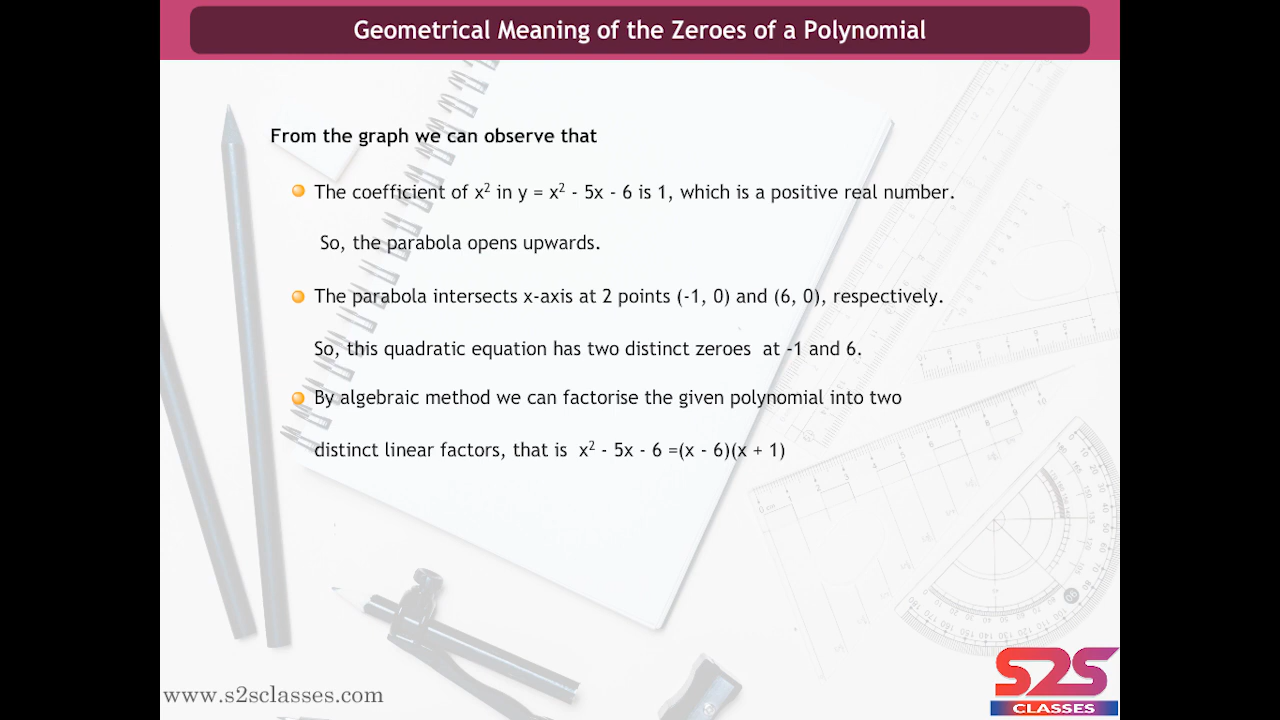 Geometrical Meaning of the Zeroes of a Polynomial
From the graph we can observe that
The coefficient of x² in y = x² - 5x - 6 is 1, which is a positive real number.
So, the parabola opens upwards.
The parabola intersects x-axis at 2 points (-1, 0) and (6, 0), respectively.
So, this quadratic equation has two distinct zeroes at -1 and 6.
By algebraic method we can factorise the given polynomial into two
distinct linear factors, that is x² - 5x - 6 =(x - 6)(x + 1)
www.s2sclasses.com
S2S
CLASSES